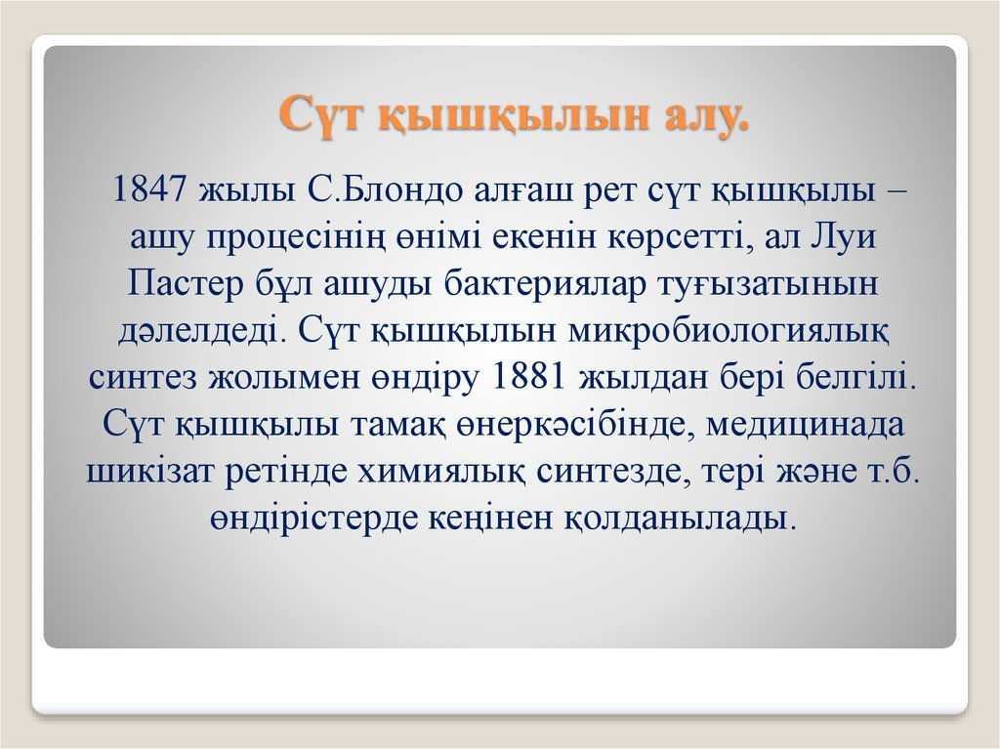 Сүт қышқылын алу.
1847 жылы С.Блондо алғаш рет сүт қышқылы –
ашу процесінің өнімі екенін көрсетті, ал Луи
Пастер бұл ашуды бактериялар туғызатынын
дәлелдеді. Сүт қышқылын микробиологиялық
синтез жолымен өндіру 1881 жылдан бері белгілі.
Сүт қышқылы тамақ өнеркәсібінде, медицинада
шикізат ретінде химиялық синтезде, тері және т.б.
өндірістерде кеңінен қолданылады.